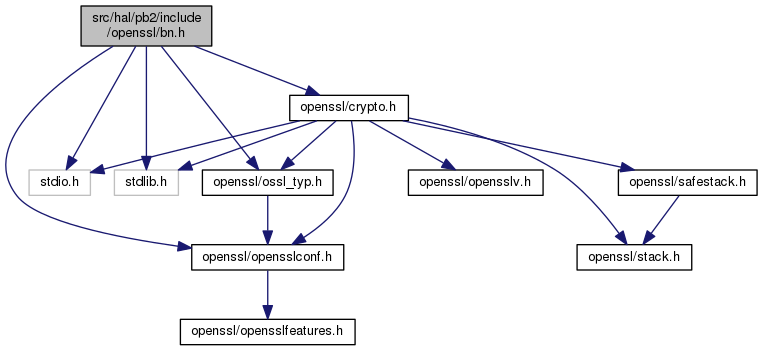 src/hal/pb2/include
/openssl/bn.h
openssl/crypto.h
stdio.h
stdlib.h
openssl/ossl_typ.h
openssl/opensslv.h
openssl/safestack.h
openssl/opensslconf.h
openssl/stack.h
openssl/opensslfeatures.h